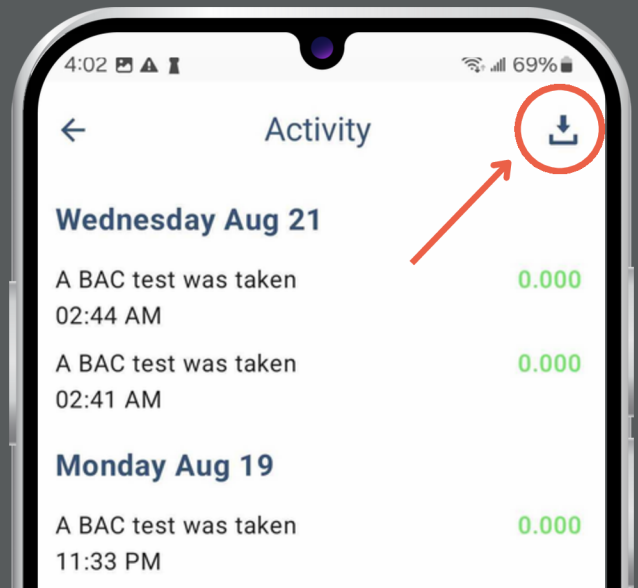 4:02 69%
Activity
Wednesday Aug 21
A BAC test was taken 0.000
02:44 AM
A BAC test was taken 0.000
02:41 AM
Monday Aug 19
A BAC test was taken 0.000
11:33 PM